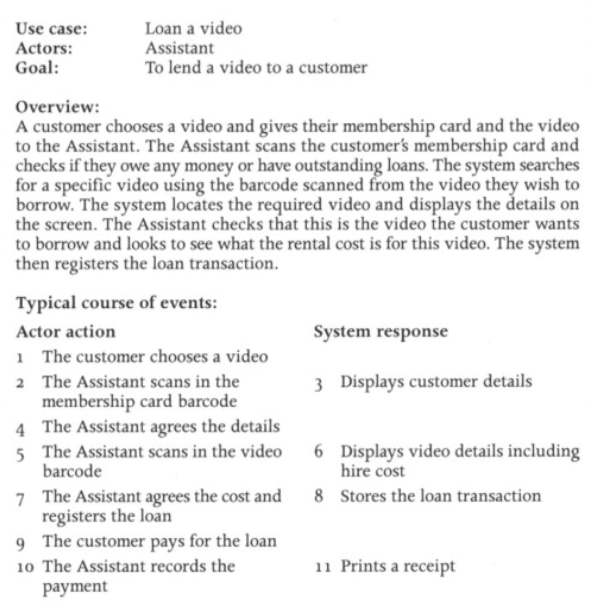 Use case: Loan a video
Actors: Assistant
Goal: To lend a video to a customer
Overview:
A customer chooses a video and gives their membership card and the video
to the Assistant. The Assistant scans the customer's membership card and
checks if they owe any money or have outstanding loans. The system searches
for a specific video using the barcode scanned from the video they wish to
borrow. The system locates the required video and displays the details on
the screen. The Assistant checks that this is the video the customer wants
to borrow and looks to see what the rental cost is for this video. The system
then registers the loan transaction.
Typical course of events:
Actor action System response
1 The customer chooses a video
2 The Assistant scans in the 3 Displays customer details
membership card barcode
4 The Assistant agrees the details
5 The Assistant scans in the video 6 Displays video details including
barcode hire cost
7 The Assistant agrees the cost and 8 Stores the loan transaction
registers the loan
9 The customer pays for the loan
10 The Assistant records the 11 Prints a receipt
payment